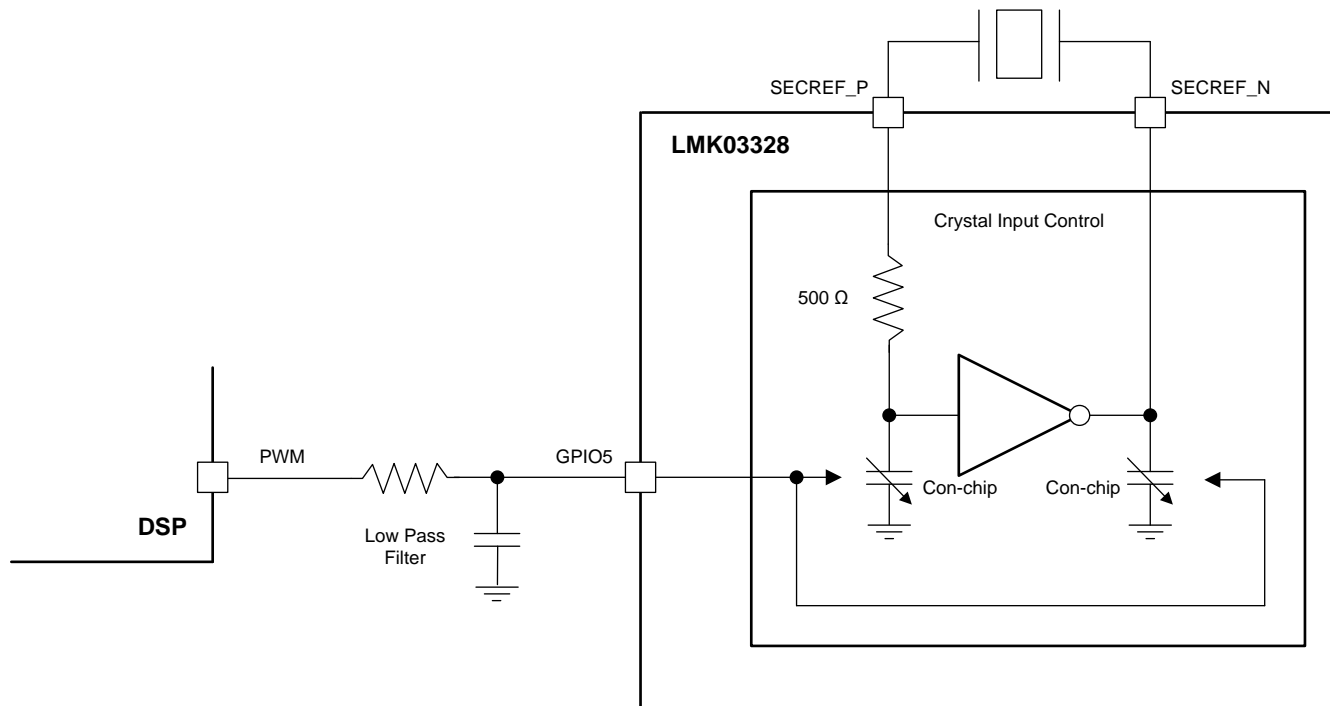 SECREF_P
SECREF_N
LMK03328
Crystal Input Control
500 Ω
PWM
GPIO5
Con-chip
Con-chip
DSP
Low Pass
Filter